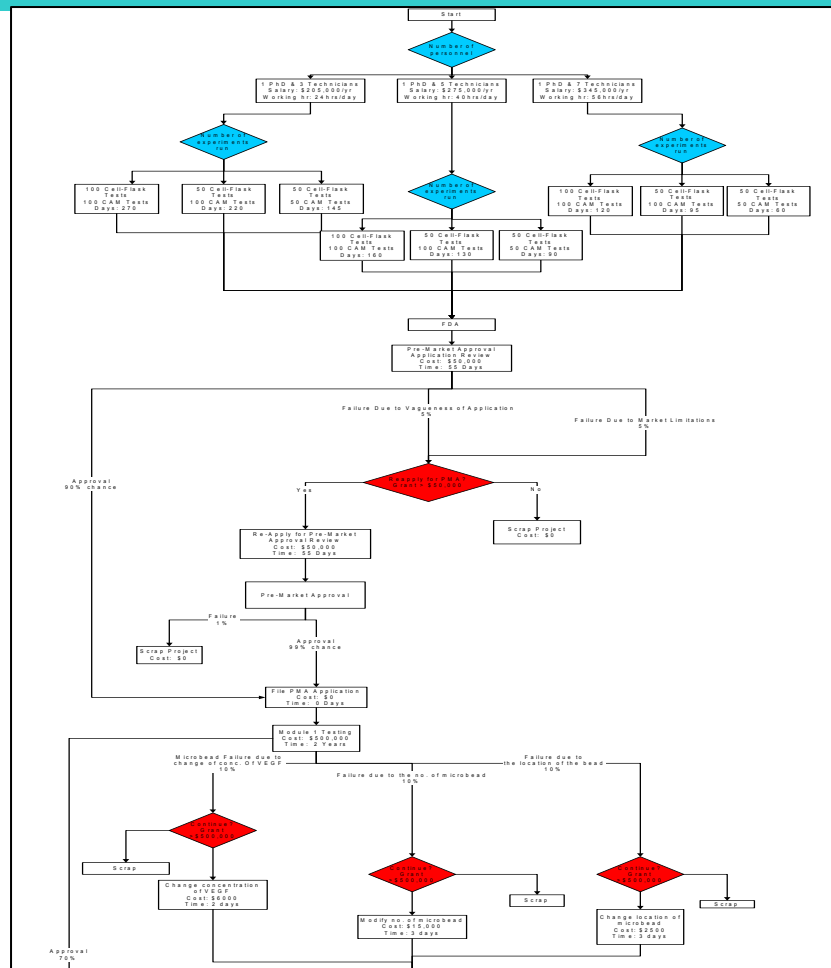 Start
Number of
personnel
1 PhD & 3 Technicians
Salary: $205,000/yr
Working hr: 24hrs/day
1 PhD & 5 Technicians
Salary: $275,000/yr
Working hr: 40hrs/day
1 PhD & 7 Technicians
Salary: $345,000/yr
Working hr: 56hrs/day
Number of
experiments
run
Number of
experiments
run
Number of
experiments
run
100 Cell-Flask
Tests
100 CAM Tests
Days: 270
50 Cell-Flask
Tests
100 CAM Tests
Days: 220
50 Cell-Flask
Tests
50 CAM Tests
Days: 145
100 Cell-Flask
Tests
100 CAM Tests
Days: 160
50 Cell-Flask
Tests
100 CAM Tests
Days: 130
50 Cell-Flask
Tests
50 CAM Tests
Days: 90
100 Cell-Flask
Tests
100 CAM Tests
Days: 120
50 Cell-Flask
Tests
100 CAM Tests
Days: 95
50 Cell-Flask
Tests
50 CAM Tests
Days: 60
FDA
Pre-Market Approval
Application Review
Cost: $50,000
Time: 55 Days
Failure Due to Vagueness of Application
5%
Failure Due to Market Limitations
5%
Approval
90% chance
Reapply for PMA?
Grant > $50,000
Yes
No
Scrap Project
Cost: $0
Re-Apply for Pre-Market
Approval Review
Cost: $50,000
Time: 55 Days
Pre-Market Approval
Failure
1%
Approval
99% chance
Scrap Project
Cost: $0
File PMA Application
Cost: $0
Time: 0 Days
Module 1 Testing
Cost: $500,000
Time: 2 Years
Microbead Failure due to
change of conc. Of VEGF
10%
Failure due to the no. of microbead
10%
Failure due to
the location of the bead
10%
Continue?
Grant
Scrap
Change concentration
of VEGF
Cost: $6000
Time: 2 days
Continue?
Grant
Scrap
Modify no. of microbead
Cost: $15,000
Time: 3 days
Continue?
Grant
Scrap
Change location of
microbead
Cost: $2500
Time: 3 days
Approval
70%